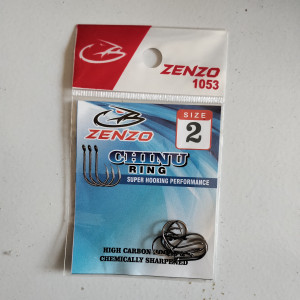 ZENZO
1053
ZENZO
SIZE
2
CHINU
RING
SUPER HOOKING PERFORMANCE
HIGH CARBON
CHEMICALLY SHARPENED